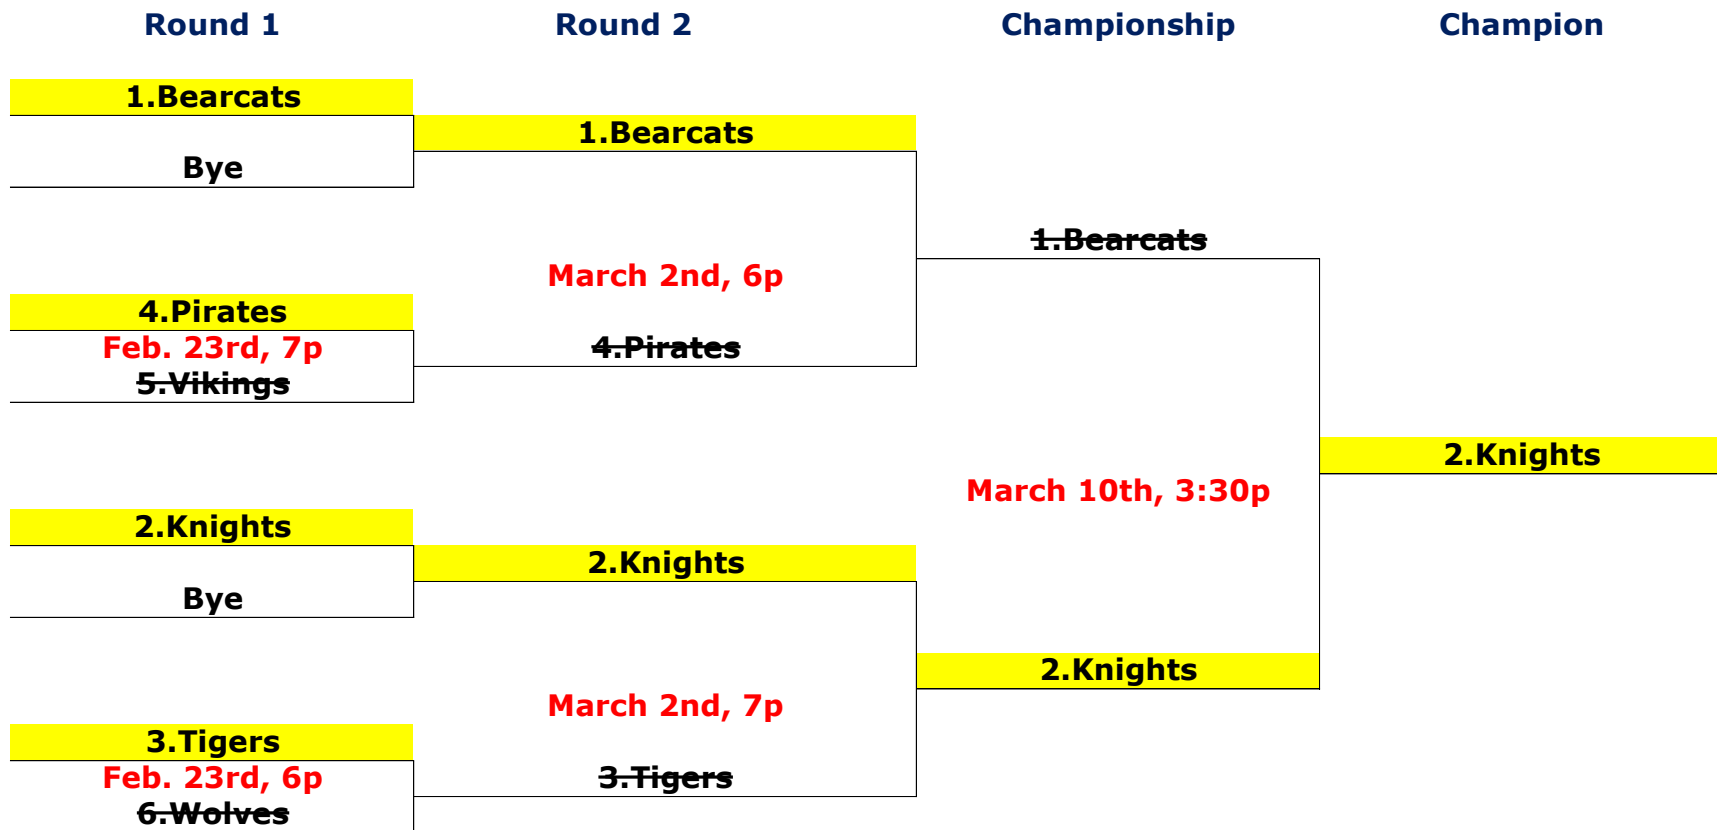 Round 1 Round 2 Championship Champion
1.Bearcats
1.Bearcats
Bye
1.Bearcats
March 2nd, 6p
4.Pirates
Feb. 23rd, 7p
4.Pirates
5.Vikings
2.Knights
March 10th, 3:30p
2.Knights
2.Knights
Bye
2.Knights
March 2nd, 7p
3.Tigers
Feb. 23rd, 6p
3.Tigers
6.Wolves